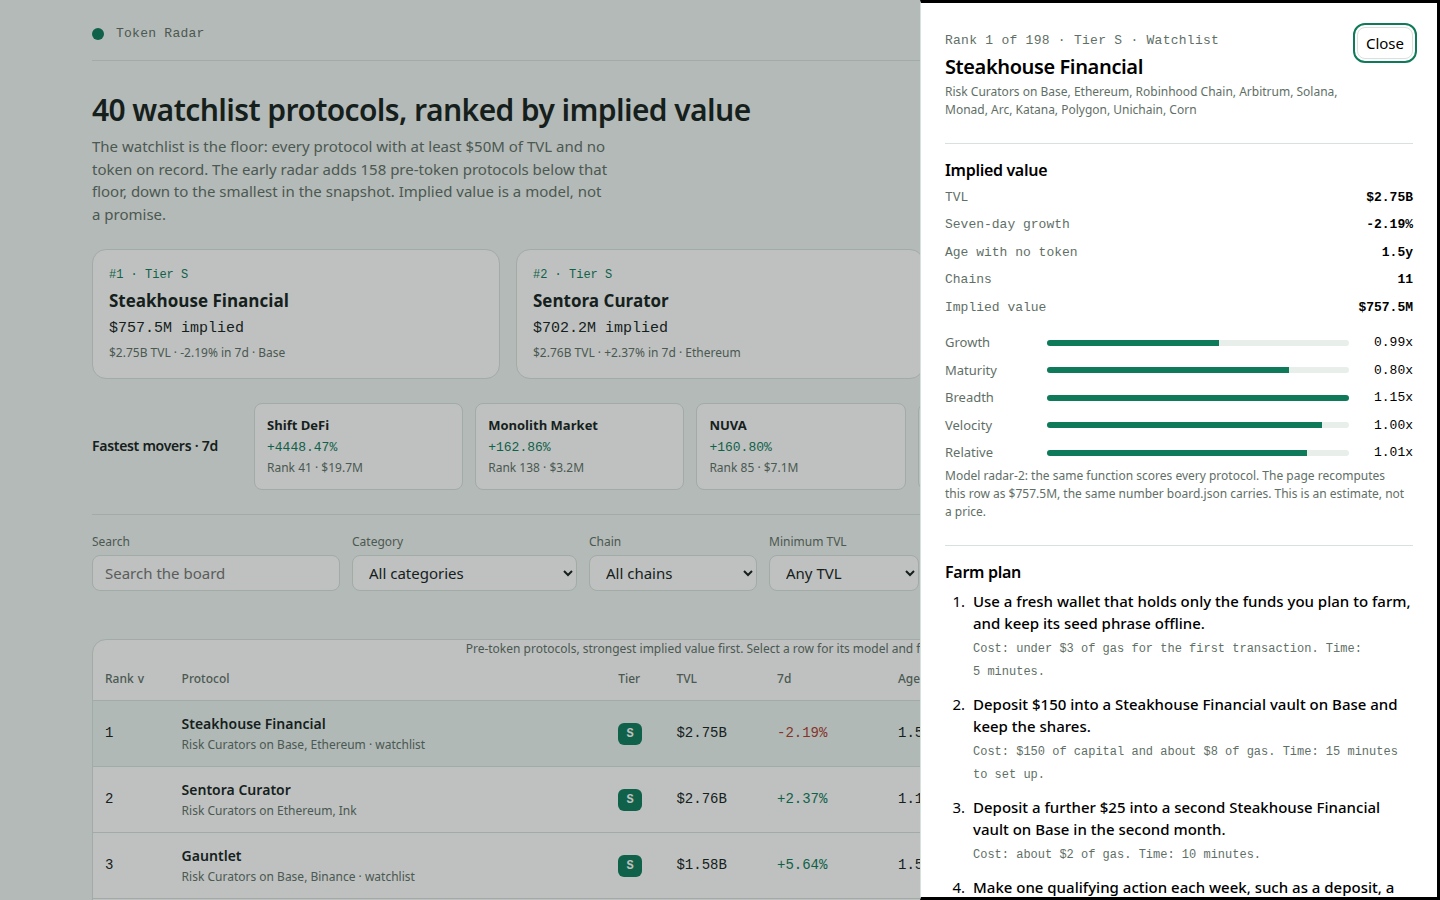 Token Radar
40 watchlist protocols, ranked by implied value
The watchlist is the floor: every protocol with at least $50M of TVL and no
token on record. The early radar adds 158 pre-token protocols below that
floor, down to the smallest in the snapshot. Implied value is a model, not
a promise.
#1 · Tier S
Steakhouse Financial
$757.5M implied
$2.75B TVL · -2.19% in 7d · Base
#2 · Tier S
Sentora Curator
$702.2M implied
$2.76B TVL · +2.37% in 7d · Ethereum
Fastest movers · 7d
Shift DeFi
+4448.47%
Rank 41 · $19.7M
Monolith Market
+162.86%
Rank 138 · $3.2M
NUVA
+160.80%
Rank 85 · $7.1M
Search
Category
Chain
Minimum TVL
Search the board
All categories
All chains
Any TVL
Pre-token protocols, strongest implied value first. Select a row for its model and f
Rank v
Protocol
Tier
TVL
7d
Age
1
Steakhouse Financial
Risk Curators on Base, Ethereum · watchlist
S
$2.75B
-2.19%
1.5
2
Sentora Curator
Risk Curators on Ethereum, Ink
S
$2.76B
+2.37%
1.1
3
Gauntlet
Risk Curators on Base, Binance · watchlist
S
$1.58B
+5.64%
1.5
Rank 1 of 198 · Tier S · Watchlist
Close
Steakhouse Financial
Risk Curators on Base, Ethereum, Robinhood Chain, Arbitrum, Solana,
Monad, Arc, Katana, Polygon, Unichain, Corn
Implied value
TVL $2.75B
Seven-day growth -2.19%
Age with no token 1.5y
Chains 11
Implied value $757.5M
Growth 0.99x
Maturity 0.80x
Breadth 1.15x
Velocity 1.00x
Relative 1.01x
Model radar-2: the same function scores every protocol. The page recomputes
this row as $757.5M, the same number board.json carries. This is an estimate, not
a price.
Farm plan
1. Use a fresh wallet that holds only the funds you plan to farm,
and keep its seed phrase offline.
Cost: under $3 of gas for the first transaction. Time:
5 minutes.
2. Deposit $150 into a Steakhouse Financial vault on Base and
keep the shares.
Cost: $150 of capital and about $8 of gas. Time: 15 minutes
to set up.
3. Deposit a further $25 into a second Steakhouse Financial
vault on Base in the second month.
Cost: about $2 of gas. Time: 10 minutes.
4. Make one qualifying action each week, such as a deposit, a